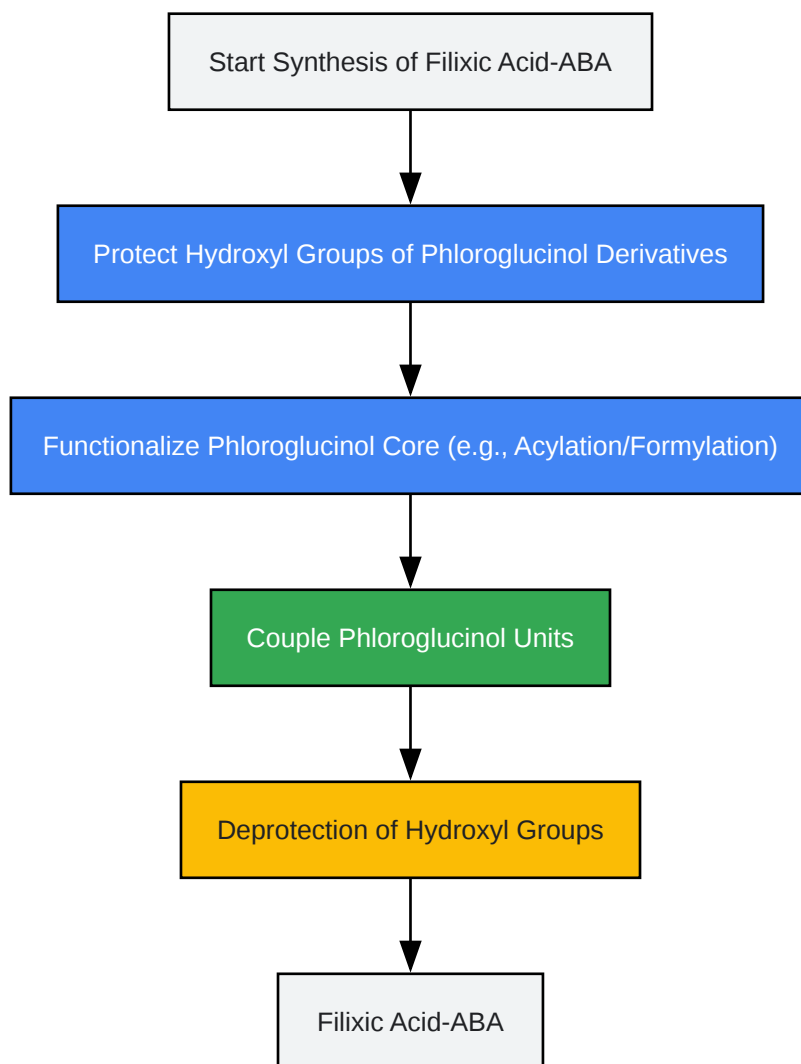 Start Synthesis of Filixic Acid-ABA
Protect Hydroxyl Groups of Phloroglucinol Derivatives
Functionalize Phloroglucinol Core (e.g., Acylation/Formylation)
Couple Phloroglucinol Units
Deprotection of Hydroxyl Groups
Filixic Acid-ABA